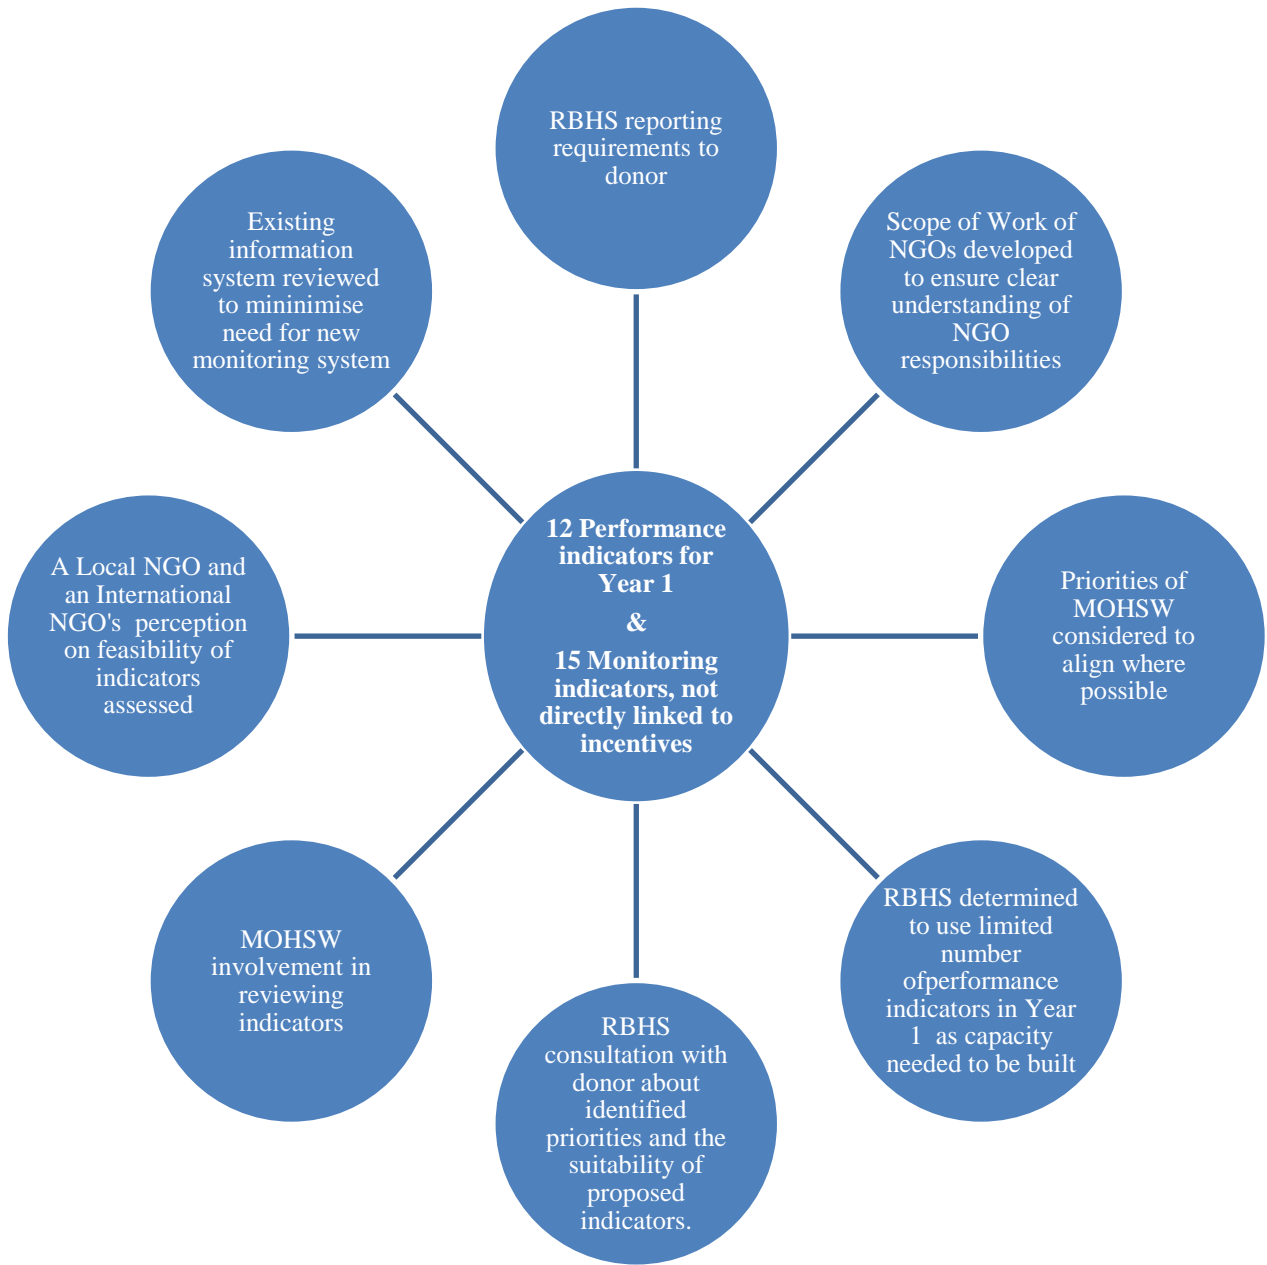 RBHS reporting
requirements to
donor
Scope of Work of
NGOs developed
to ensure clear
understanding of
NGO
responsibilities
Priorities of
MOHSW
considered to
align where
possible
RBHS determined
to use limited
number
ofperformance
indicators in Year
1 as capacity
needed to be built
RBHS
consultation with
donor about
identified
priorities and the
suitability of
proposed
indicators.
MOHSW
involvement in
reviewing
indicators
A Local NGO and
an International
NGO's perception
on feasibility of
indicators
assessed
Existing
information
system reviewed
to mininimise
need for new
monitoring system
12 Performance
indicators for
Year 1
&
15 Monitoring
indicators, not
directly linked to
incentives